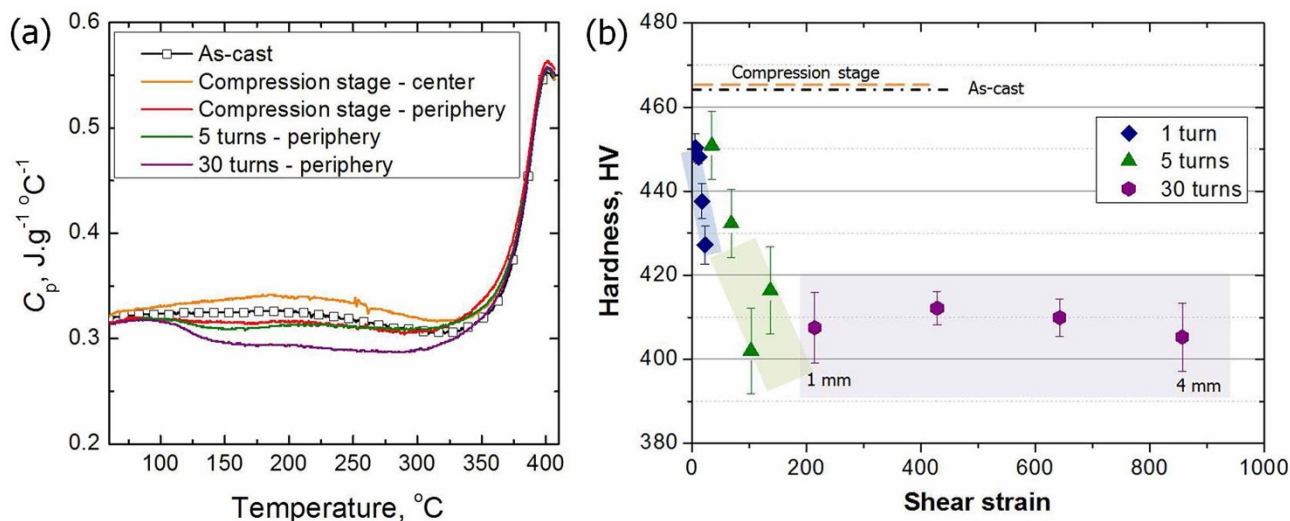 (a)
0.6
0.5
0.4
0.3
0.2
Cp, J.g⁻¹ °C⁻¹
As-cast
Compression stage - center
Compression stage - periphery
5 turns - periphery
30 turns - periphery
100 150 200 250 300 350 400
Temperature, °C
(b)
480
460
440
420
400
380
Hardness, HV
Compression stage
As-cast
1 turn
5 turns
30 turns
1 mm
4 mm
0 200 400 600 800 1000
Shear strain